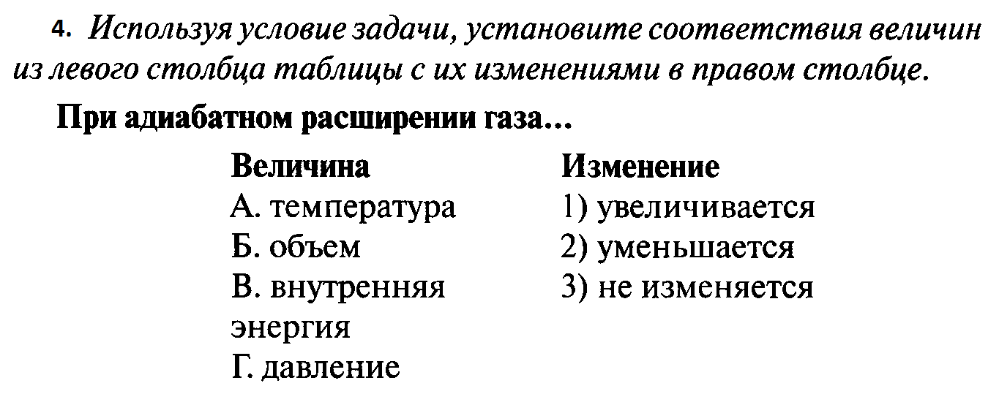 4. Используя условие задачи, установите соответствия величин
из левого столбца таблицы с их изменениями в правом столбце.
При адиабатном расширении газа...
Величина Изменение
А. температура 1) увеличивается
Б. объем 2) уменьшается
В. внутренняя 3) не изменяется
энергия
Г. давление